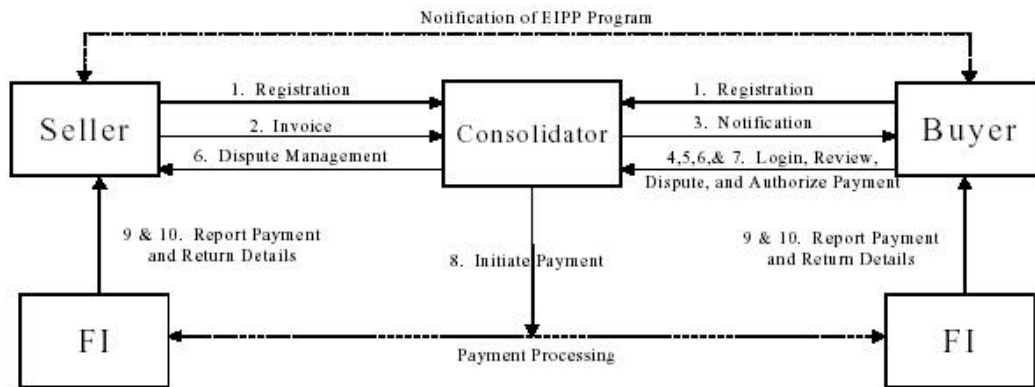 Notification of EIPP Program
1. Registration
1. Registration
Seller
2. Invoice
Consolidator
3. Notification
Buyer
6. Dispute Management
4,5,6,& 7. Login, Review,
Dispute, and Authorize Payment
9 & 10. Report Payment
and Return Details
8. Initiate Payment
9 & 10. Report Payment
and Return Details
FI
Payment Processing
FI